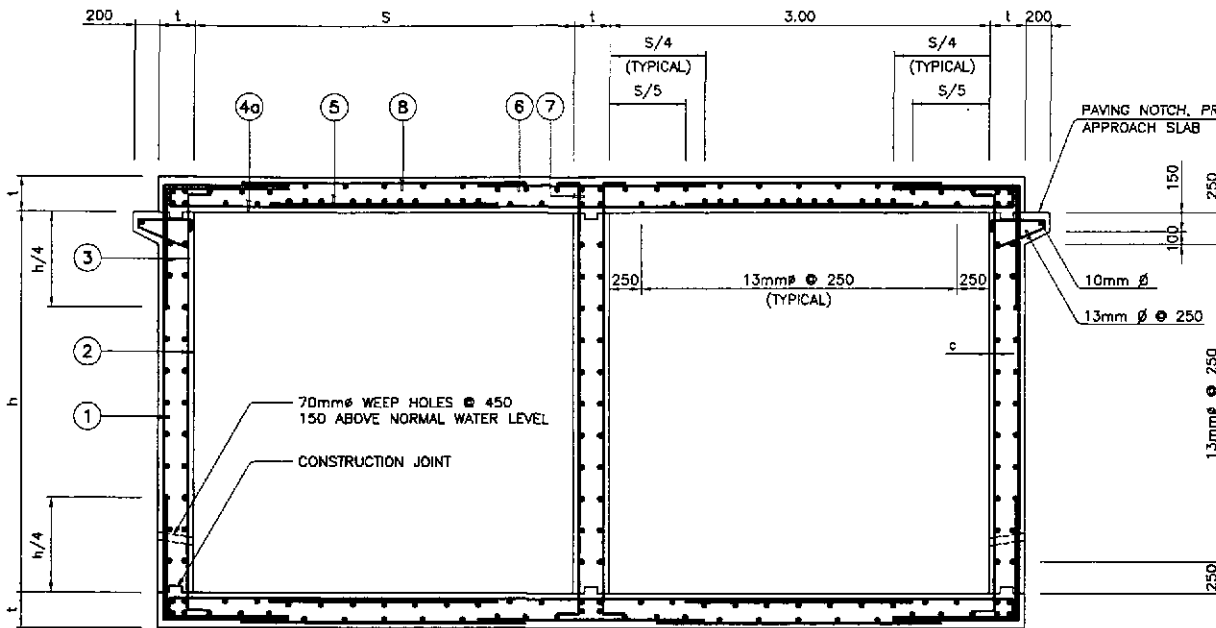 200 t S t 3.00 t 200
S/4 S/4
(TYPICAL) (TYPICAL)
S/5 S/5
4a 5 8 6 7
PAVING NOTCH, PR
APPROACH SLAB
t
150 250
100
h/4
3
250 13mmø @ 250 250
(TYPICAL)
10mm Ø
13mm Ø @ 250
2
c
h
1
70mmø WEEP HOLES @ 450
150 ABOVE NORMAL WATER LEVEL
13mm Ø @ 250
CONSTRUCTION JOINT
h/4
250
t